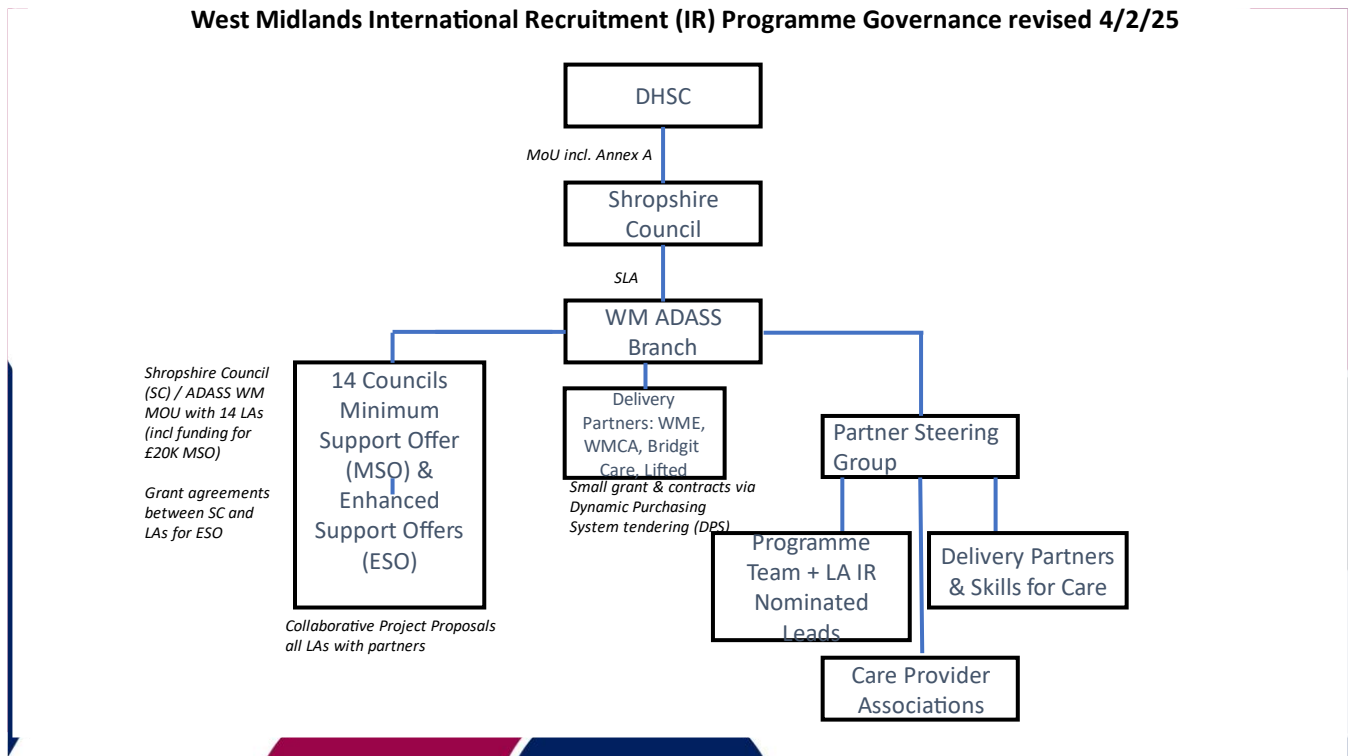 West Midlands International Recruitment (IR) Programme Governance revised 4/2/25
DHSC
MoU incl. Annex A
Shropshire
Council
SLA
WM ADASS
Branch
Shropshire Council
(SC) / ADASS WM
MOU with 14 LAs
(incl funding for
£20K MSO)
Grant agreements
between SC and
LAs for ESO
14 Councils
Minimum
Support Offer
(MSO) &
Enhanced
Support Offers
(ESO)
Collaborative Project Proposals
all LAs with partners
Delivery
Partners: WME,
WMCA, Bridgit
Care, Lifted
Small grant & contracts via
Dynamic Purchasing
System tendering (DPS)
Partner Steering
Group
Programme
Team + LA IR
Nominated
Leads
Delivery Partners
& Skills for Care
Care Provider
Associations